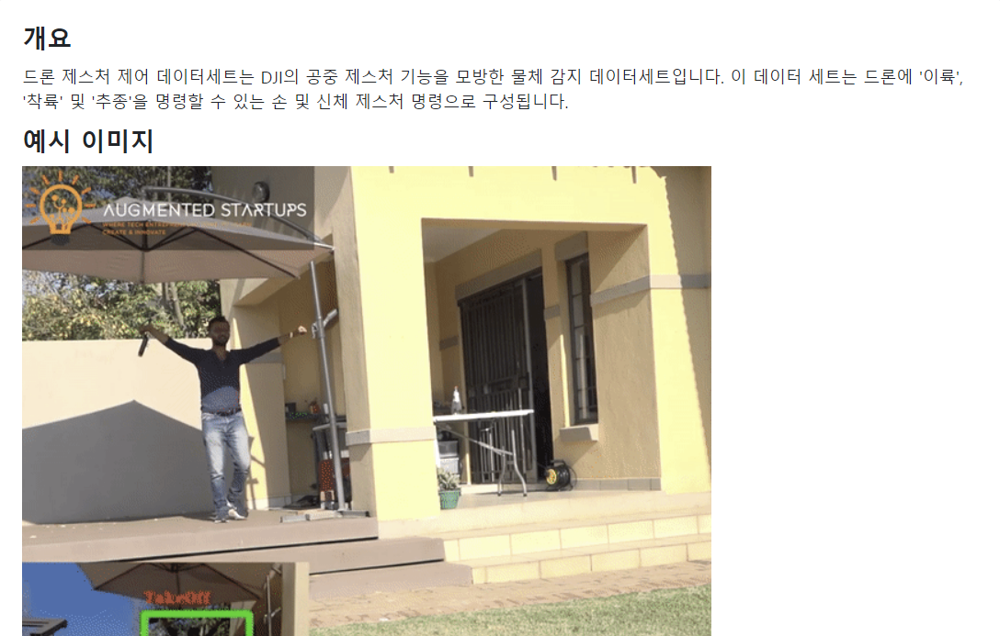 개요
드론 제스처 제어 데이터세트는 DJI의 공중 제스처 기능을 모방한 물체 감지 데이터세트입니다. 이 데이터 세트는 드론에 '이륙',
'착륙' 및 '추종'을 명령할 수 있는 손 및 신체 제스처 명령으로 구성됩니다.
예시 이미지
AUGMENTED STARTUPS
WHERE TECH
CREATE & INNOVATE
TakeOff